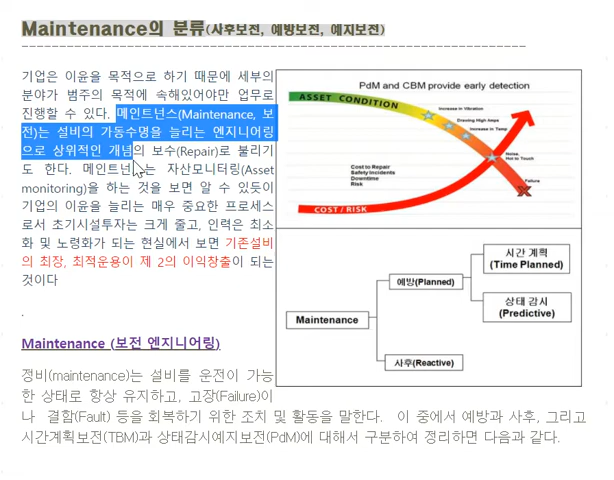 Maintenance의 분류(사후보전, 예방보전, 예지보전)
기업은 이윤을 목적으로 하기 때문에 세부의
분야가 범주의 목적에 속해있어야만 업무로
진행할 수 있다. 메인트넌스(Maintenance, 보
전)는 설비의 가동수명을 늘리는 엔지니어링
으로 상위적인 개념의 보수(Repair)로 불리기
도 한다. 메인트넌스는 자산모니터링(Asset
monitoring)을 하는 것을 보면 알 수 있듯이
기업의 이윤을 늘리는 매우 중요한 프로세스
로서 초기시설투자는 크게 줄고, 인력은 최소
화 및 노령화가 되는 현실에서 보면 기존설비
의 최장, 최적운용이 제 2의 이익창출이 되는
것이다
.
PdM and CBM provide early detection
ASSET CONDITION
Increase in Vibration
Drawing High Amps
Increase in Temp
Noise,
Hot to Touch
Failure
Cost to Repair
Safety Incidents
Downtime
Risk
COST / RISK
시간 계획
(Time Planned)
예방(Planned)
상태 감시
(Predictive)
Maintenance
사후(Reactive)
Maintenance (보전 엔지니어링)
정비(maintenance)는 설비를 운전이 가능
한 상태로 항상 유지하고, 고장(Failure)이
나 결함(Fault) 등을 회복하기 위한 조치 및 활동을 말한다. 이 중에서 예방과 사후, 그리고
시간계획보전(TBM)과 상태감시예지보전(PdM)에 대해서 구분하여 정리하면 다음과 같다.